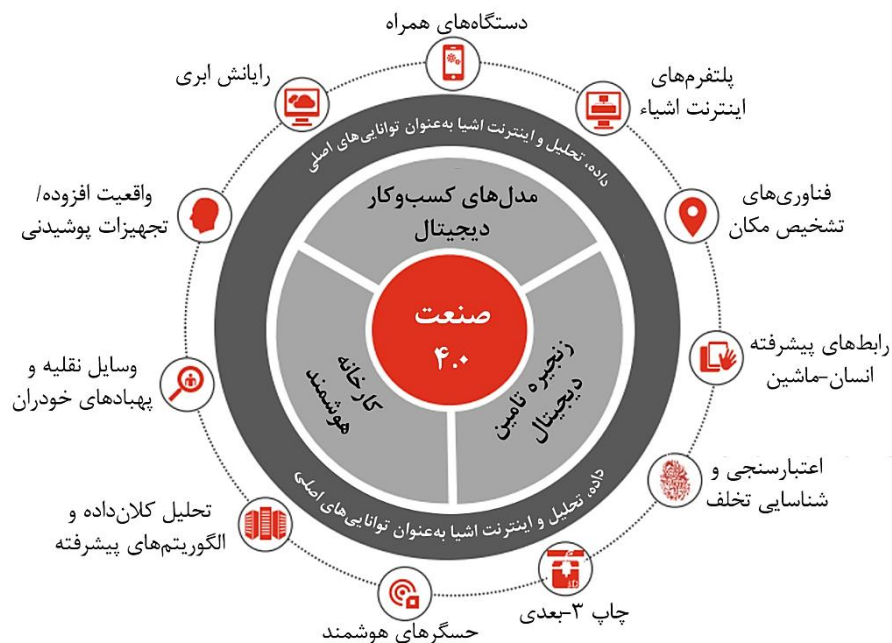 دستگاه‌های همراه
پلتفرم‌های
اینترنت اشیاء
فناوری‌های
تشخیص مکان
رابط‌های پیشرفته
انسان-ماشین
اعتبارسنجی و
شناسایی تخلف
چاپ ۳-بعدی
حسگرهای هوشمند
تحلیل کلان‌داده و
الگوریتم‌های پیشرفته
وسایل نقلیه و
پهبادهای خودران
واقعیت افزوده/
تجهیزات پوشیدنی
رایانش ابری
داده، تحلیل و اینترنت اشیا به‌عنوان توانایی‌های اصلی
مدل‌های کسب‌وکار
دیجیتال
زنجیره تامین
دیجیتال
کارخانه
هوشمند
صنعت
۴.۰
داده، تحلیل و اینترنت اشیا به‌عنوان توانایی‌های اصلی